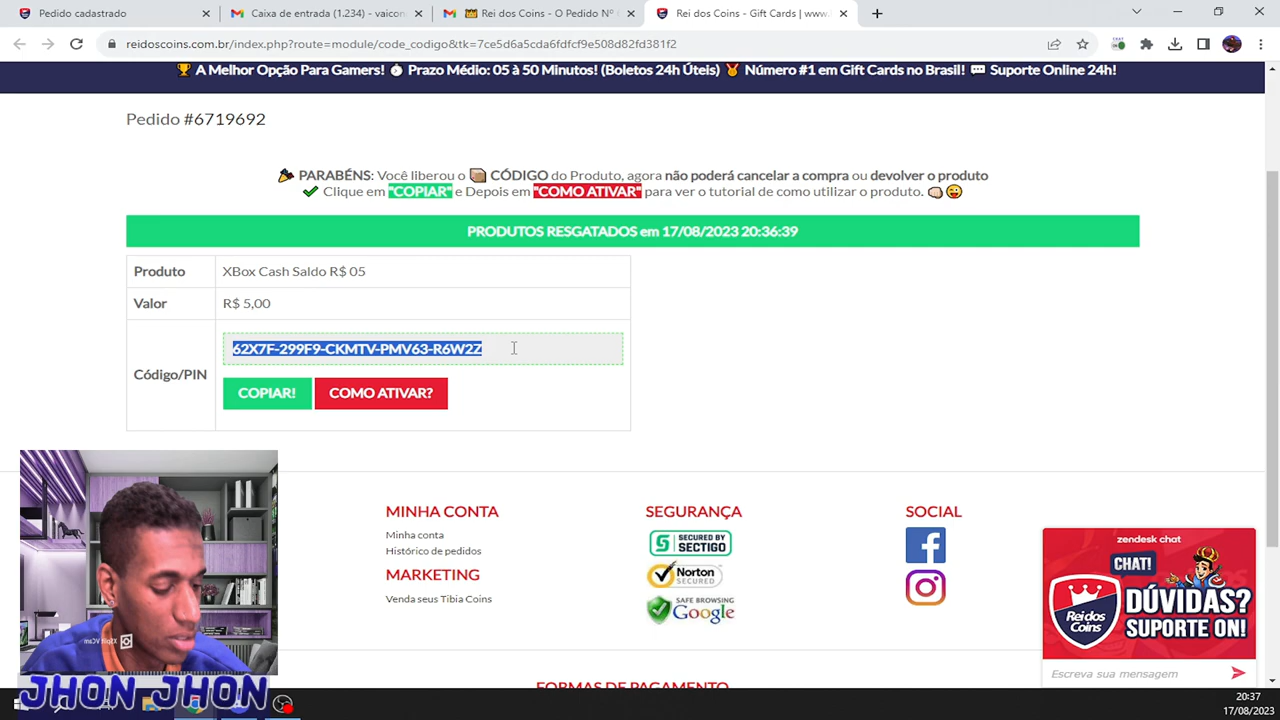 Pedido cadastrado
Caixa de entrada (1.234) - vaicon
Rei dos Coins - O Pedido Nº
Rei dos Coins - Gift Cards | www.
reidoscoins.com.br/index.php?route=module/code_codigo&tk=7ce5d6a5cda6fdfcf9e508d82fd381f2
A Melhor Opção Para Gamers! Prazo Médio: 05 à 50 Minutos! (Boletos 24h Úteis) Número #1 em Gift Cards no Brasil! Suporte Online 24h!
Pedido #6719692
PARABÉNS: Você liberou o CÓDIGO do Produto, agora não poderá cancelar a compra ou devolver o produto
Clique em "COPIAR" e Depois em "COMO ATIVAR" para ver o tutorial de como utilizar o produto.
PRODUTOS RESGATADOS em 17/08/2023 20:36:39
Produto XBox Cash Saldo R$ 05
Valor R$ 5,00
Código/PIN
62X7F-299F9-CKMTV-PMV63-R6W2Z
COPIAR! COMO ATIVAR?
MINHA CONTA
Minha conta
Histórico de pedidos
MARKETING
Venda seus Tibia Coins
SEGURANÇA
SECURED BY
SECTIGO
Norton
SECURED
SAFE BROWSING
Google
SOCIAL
zendesk chat
CHAT!
Rei dos
Coins
DÚVIDAS?
SUPORTE ON!
Escreva sua mensagem
FORMAS DE PAGAMENTO
XSplit VCam
JHON JHON
20:37
17/08/2023